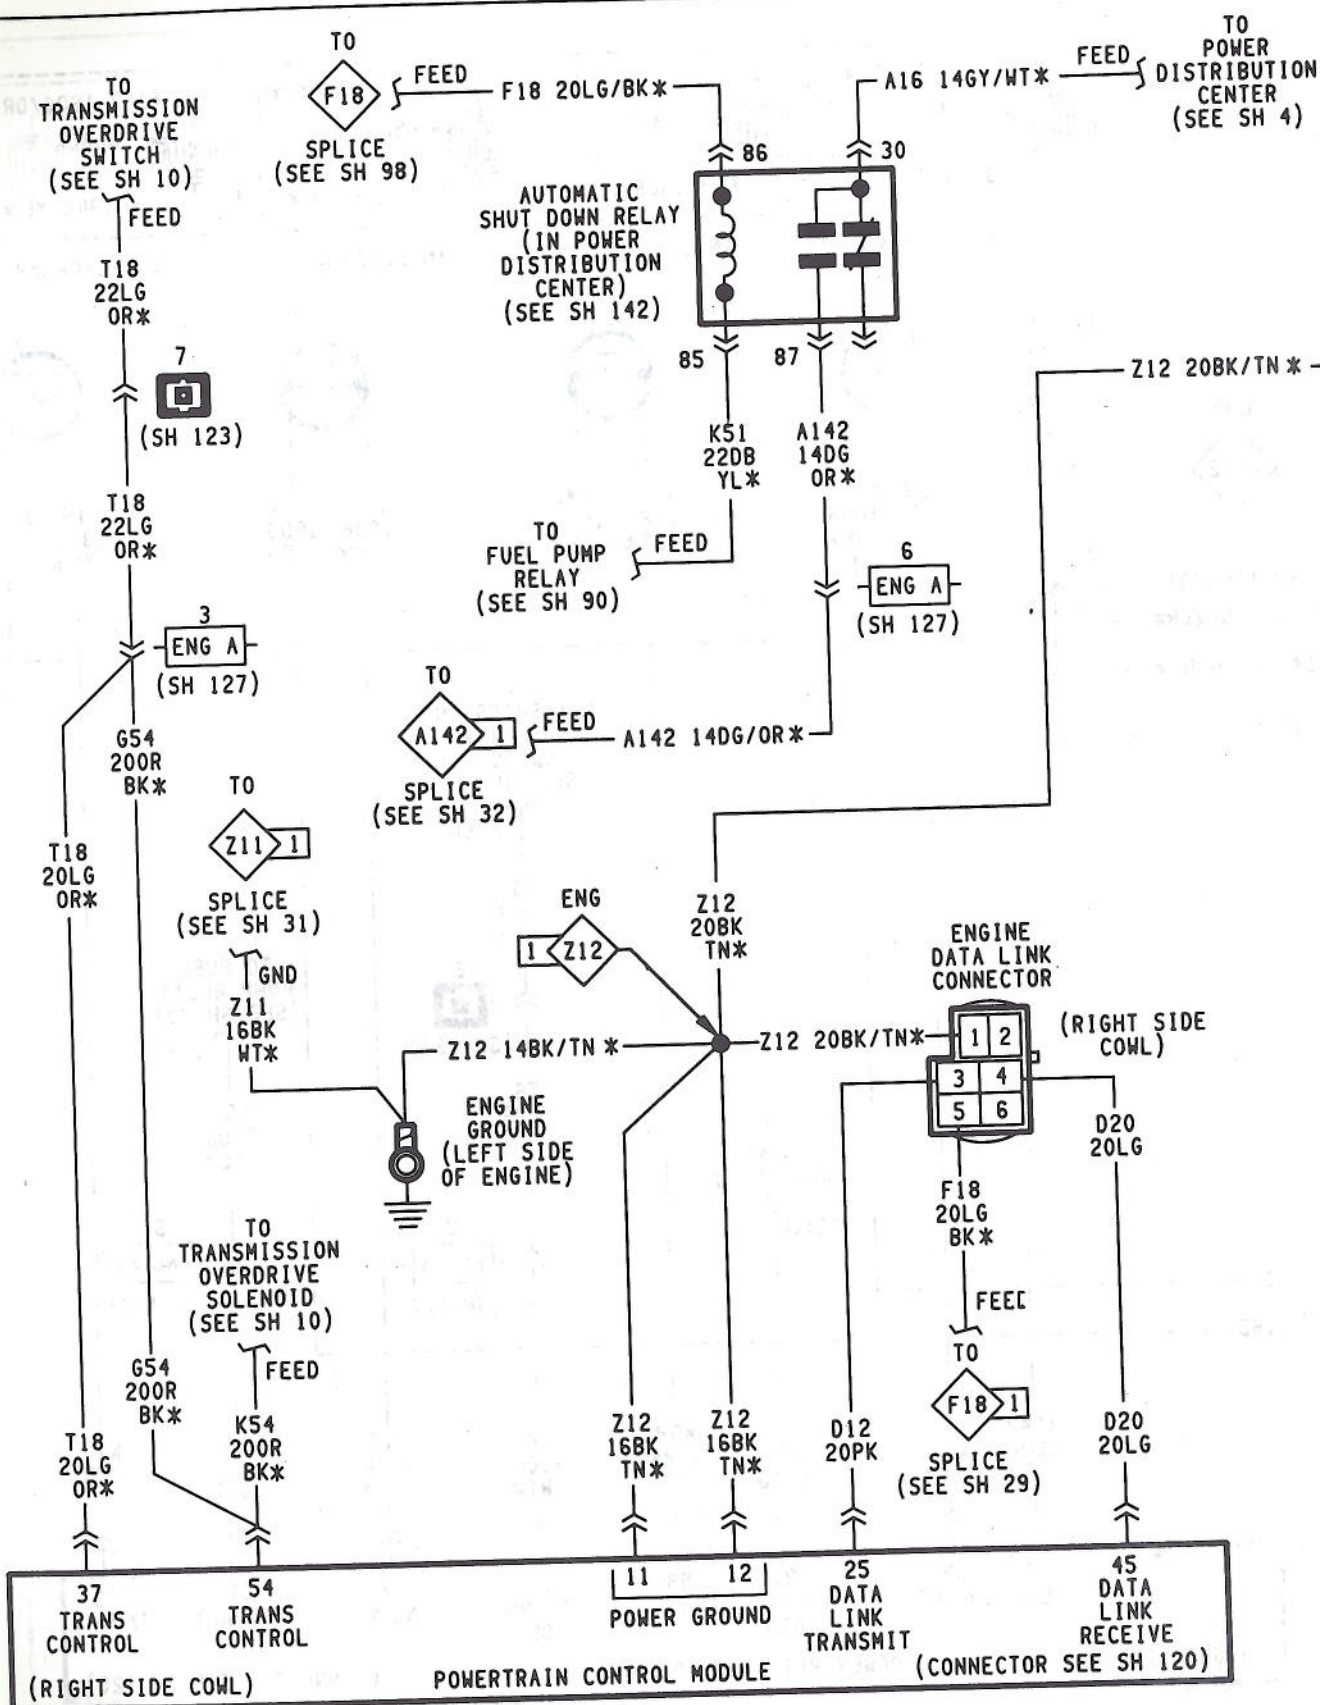 TO
TRANSMISSION
OVERDRIVE
SWITCH
(SEE SH 10)
FEED
T18
22LG
OR*
7
(SH 123)
T18
22LG
OR*
3
ENG A
(SH 127)
G54
20OR
BK*
T18
20LG
OR*
TO
F18
SPLICE
(SEE SH 98)
FEED
F18 20LG/BK*
A16 14GY/WT*
FEED
TO
POWER
DISTRIBUTION
CENTER
(SEE SH 4)
86
30
AUTOMATIC
SHUT DOWN RELAY
(IN POWER
DISTRIBUTION
CENTER)
(SEE SH 142)
85
87
K51
22DB
YL*
A142
14DG
OR*
Z12 20BK/TN*
TO
FUEL PUMP
RELAY
(SEE SH 90)
FEED
6
ENG A
(SH 127)
TO
A142 1
SPLICE
(SEE SH 32)
FEED
A142 14DG/OR*
TO
Z11 1
SPLICE
(SEE SH 31)
GND
Z11
16BK
WT*
ENG
1 Z12
Z12
20BK
TN*
Z12 14BK/TN*
Z12 20BK/TN*
ENGINE
GROUND
(LEFT SIDE
OF ENGINE)
ENGINE
DATA LINK
CONNECTOR
1 2
3 4
5 6
(RIGHT SIDE
COWL)
D20
20LG
F18
20LG
BK*
FEED
TO
F18 1
SPLICE
(SEE SH 29)
TO
TRANSMISSION
OVERDRIVE
SOLENOID
(SEE SH 10)
FEED
G54
20OR
BK*
T18
20LG
OR*
K54
20OR
BK*
Z12
16BK
TN*
Z12
16BK
TN*
D12
20PK
D20
20LG
37
TRANS
CONTROL
54
TRANS
CONTROL
11 12
POWER GROUND
25
DATA
LINK
TRANSMIT
45
DATA
LINK
RECEIVE
(RIGHT SIDE COWL)
POWERTRAIN CONTROL MODULE
(CONNECTOR SEE SH 120)